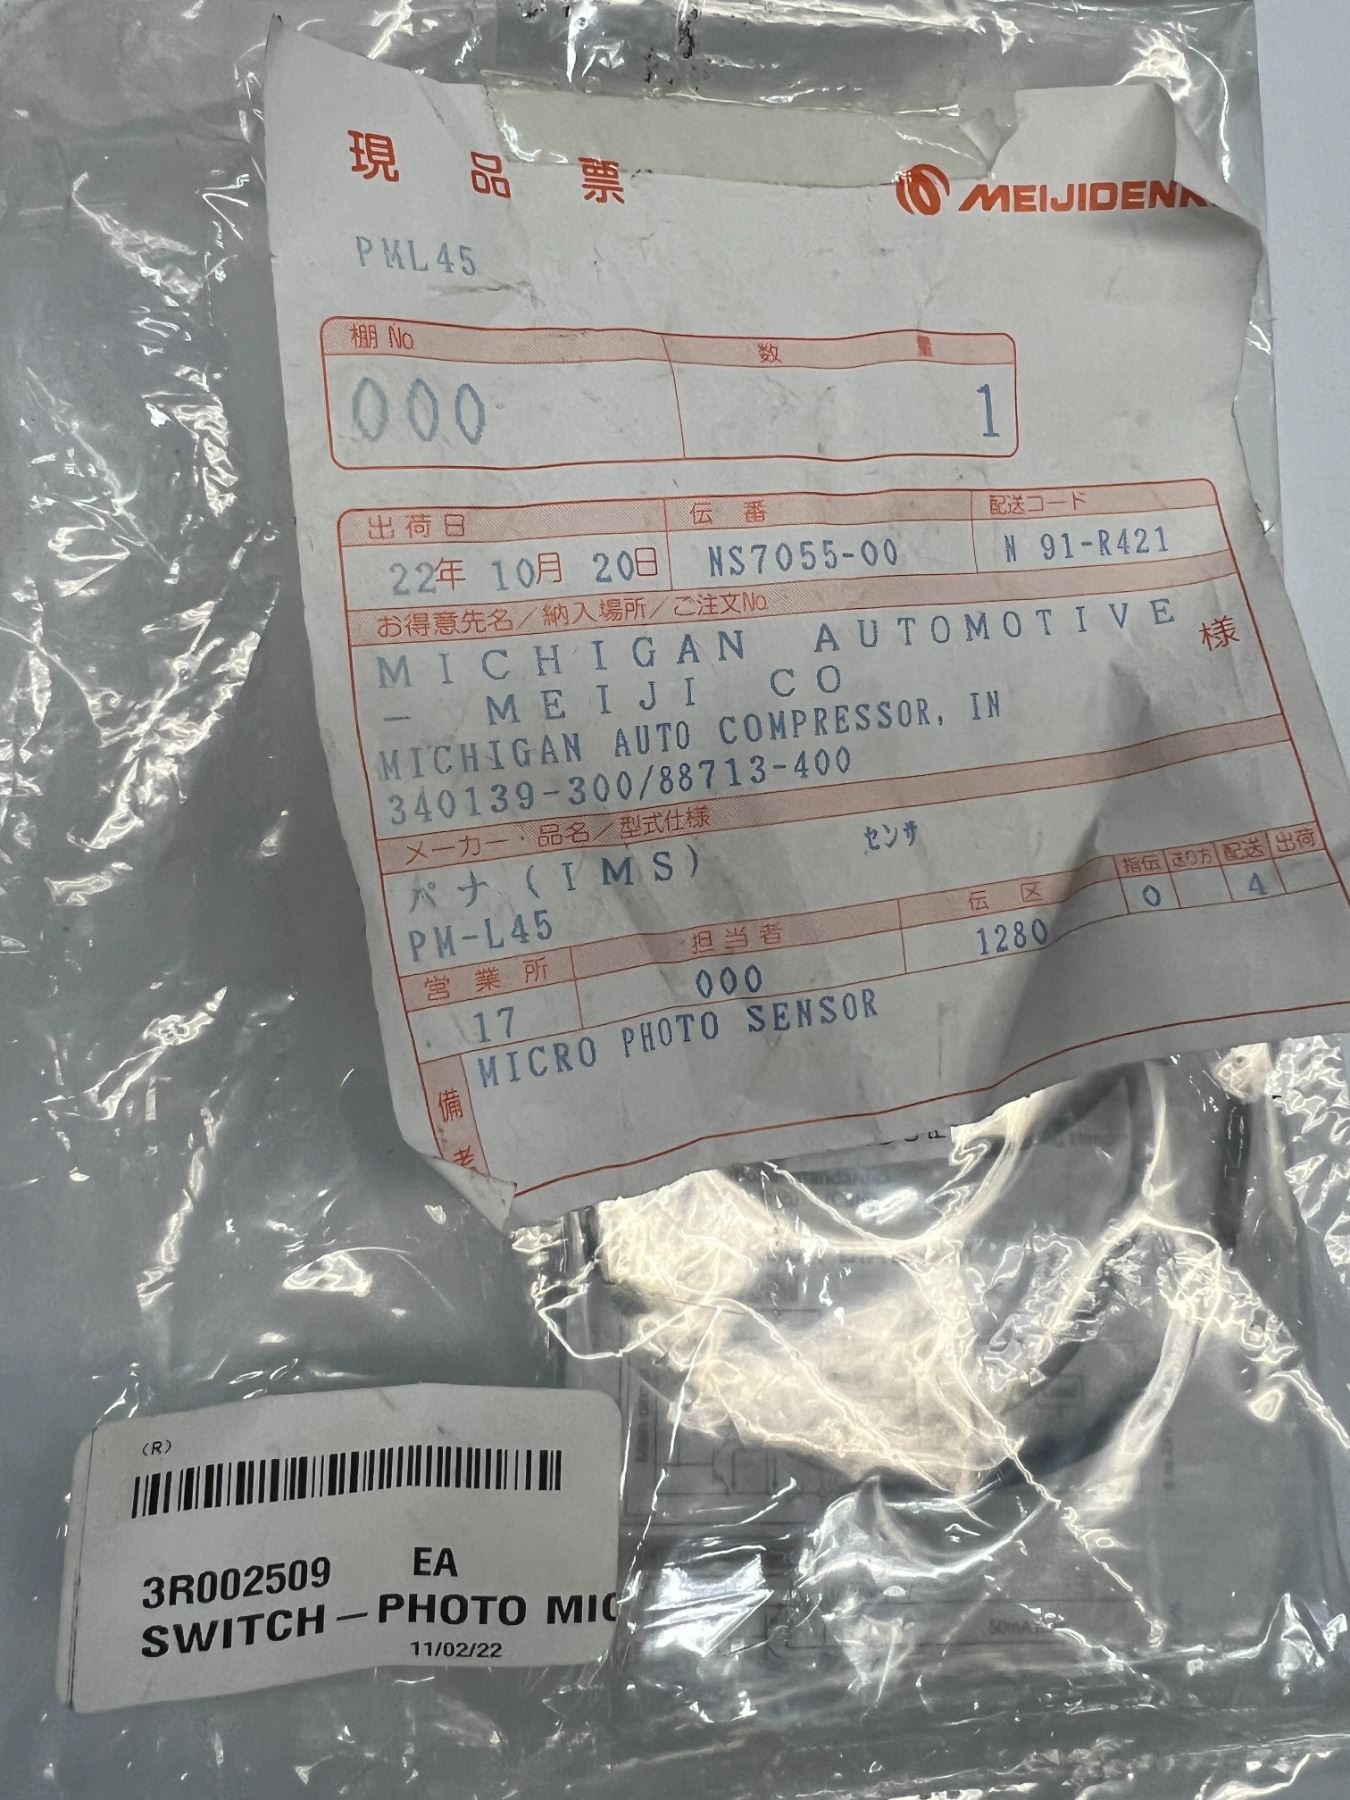 現品票
MEIJIDENK
PML45
棚No 数量
000 1
出荷日 伝番 配送コード
22年 10月 20日 NS7055-00 N 91-R421
お得意先名／納入場所／ご注文No.
MICHIGAN AUTOMOTIVE 様
－ MEIJI CO
MICHIGAN AUTO COMPRESSOR, IN
340139-300/88713-400
メーカー・品名／型式仕様
パナ(IMS) センサ
PM-L45
指伝 送り方 配送 出荷
0 4
営業所 担当者 伝区
17 000 1280
備考 MICRO PHOTO SENSOR
(R)
3R002509 EA
SWITCH－PHOTO MIC
11/02/22